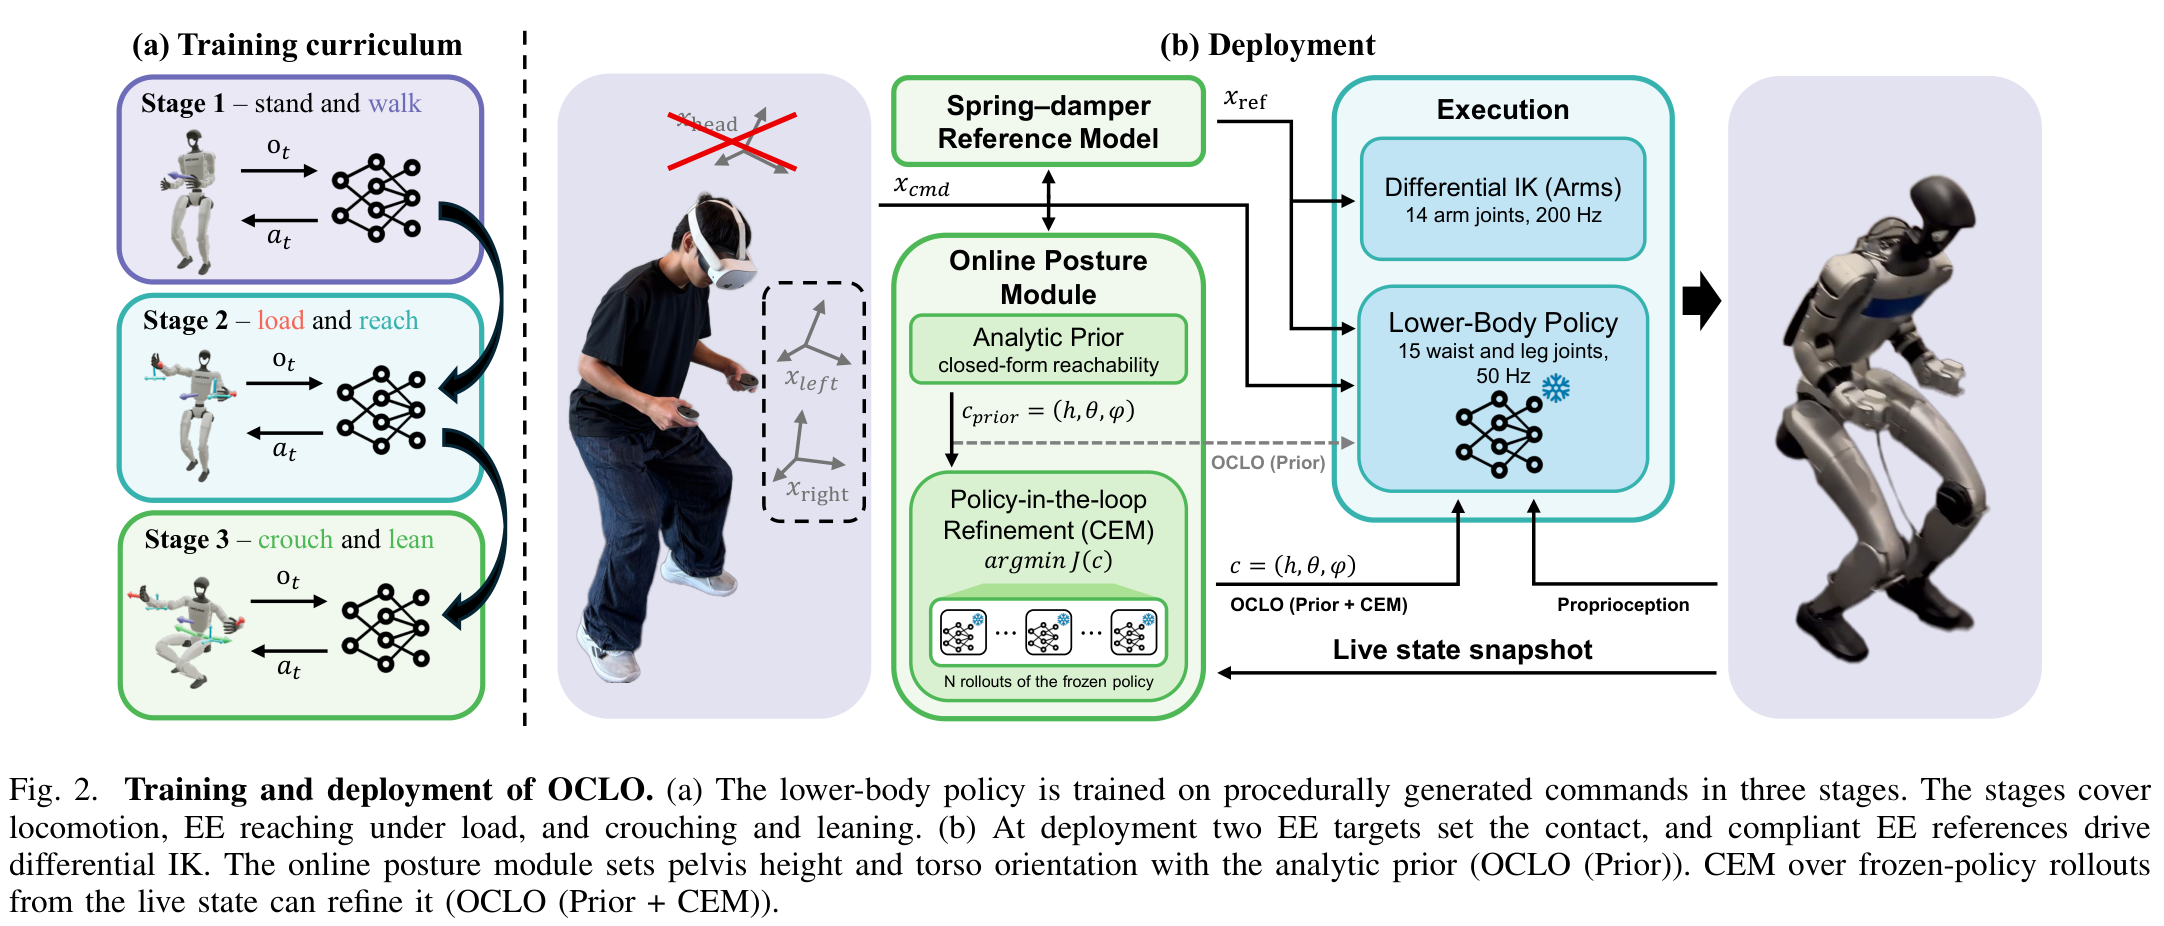 (a) Training curriculum
Stage 1 – stand and walk
oₜ
aₜ
Stage 2 – load and reach
oₜ
aₜ
Stage 3 – crouch and lean
oₜ
aₜ
(b) Deployment
x_head
x_left
x_right
x_cmd
Spring–damper
Reference Model
x_ref
Online Posture
Module
Analytic Prior
closed-form reachability
c_prior = (h, θ, φ)
OCLO (Prior)
Policy-in-the-loop
Refinement (CEM)
argmin J(c)
... ...
N rollouts of the frozen policy
Execution
Differential IK (Arms)
14 arm joints, 200 Hz
Lower-Body Policy
15 waist and leg joints,
50 Hz
c = (h, θ, φ)
OCLO (Prior + CEM)
Proprioception
Live state snapshot
Fig. 2. Training and deployment of OCLO. (a) The lower-body policy is trained on procedurally generated commands in three stages. The stages cover
locomotion, EE reaching under load, and crouching and leaning. (b) At deployment two EE targets set the contact, and compliant EE references drive
differential IK. The online posture module sets pelvis height and torso orientation with the analytic prior (OCLO (Prior)). CEM over frozen-policy rollouts
from the live state can refine it (OCLO (Prior + CEM)).